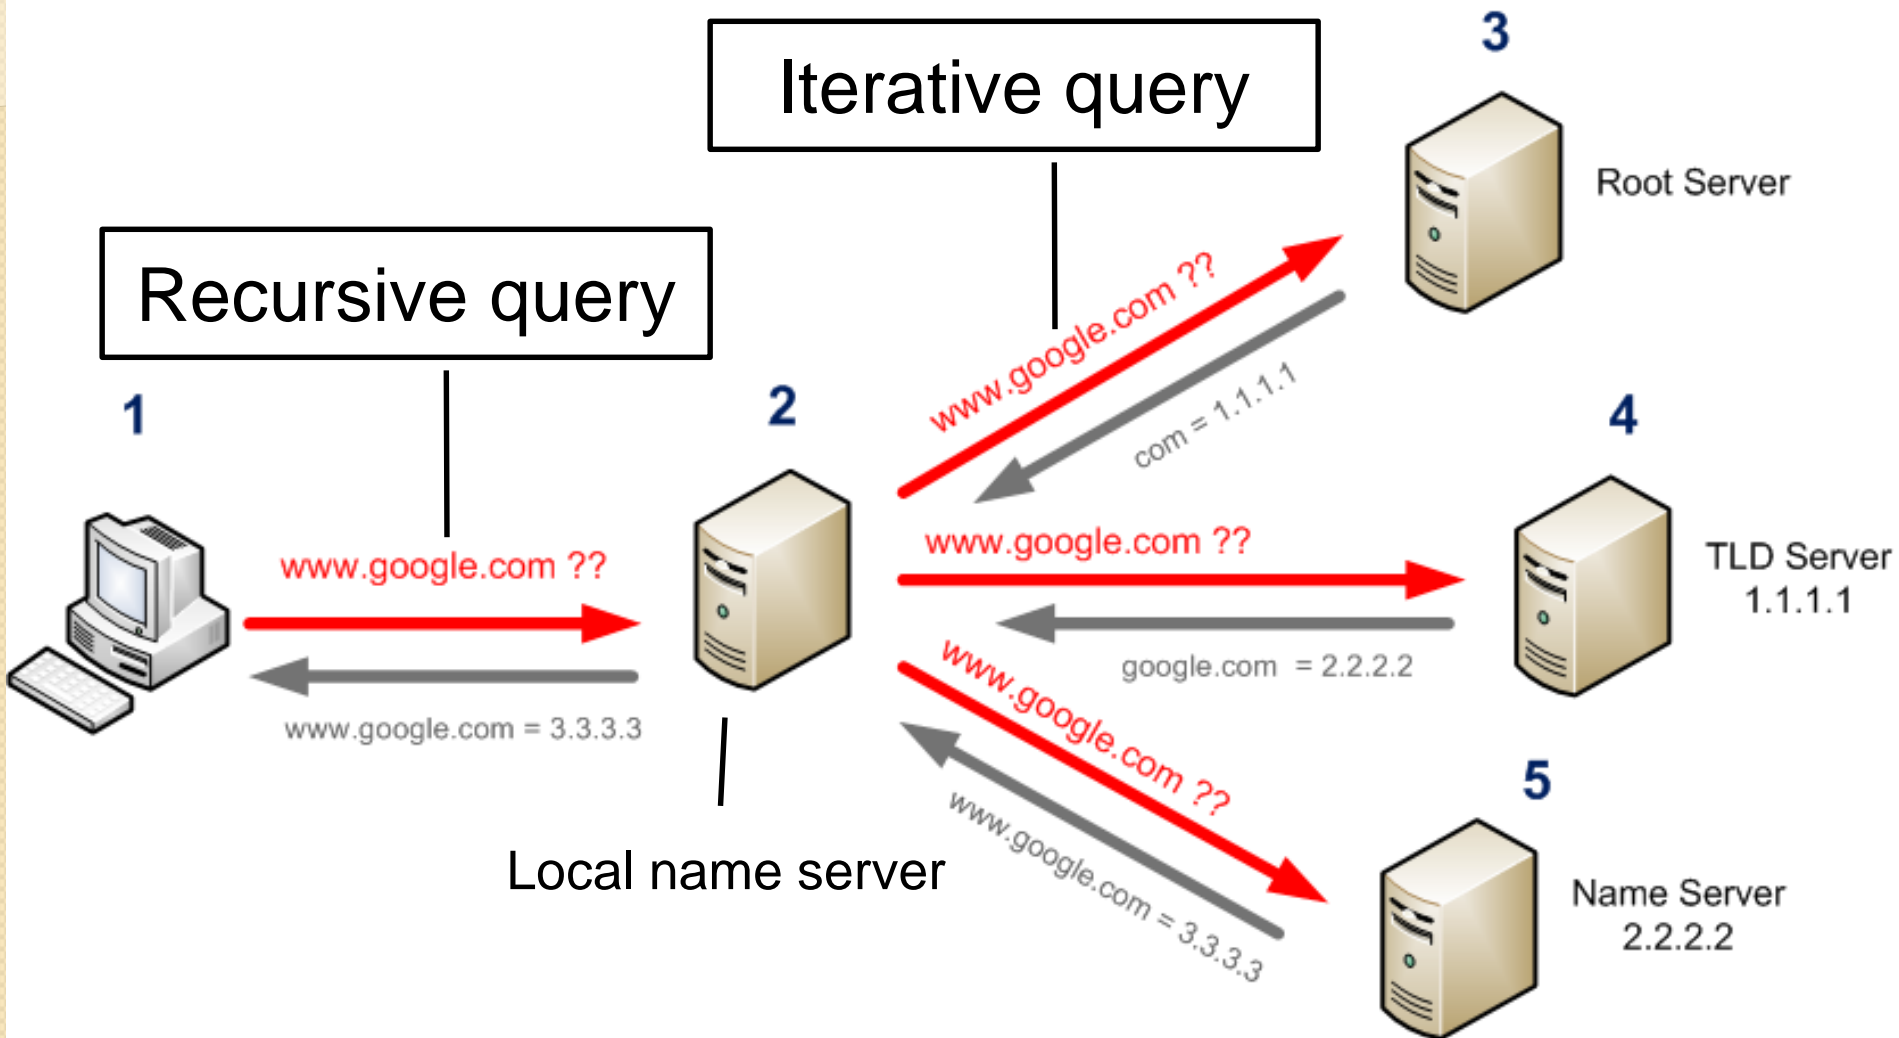 Iterative query
3
Root Server
Recursive query
www.google.com ??
com = 1.1.1.1
1
2
4
www.google.com ??
www.google.com = 3.3.3.3
www.google.com ??
google.com = 2.2.2.2
TLD Server
1.1.1.1
www.google.com ??
www.google.com = 3.3.3.3
5
Local name server
Name Server
2.2.2.2